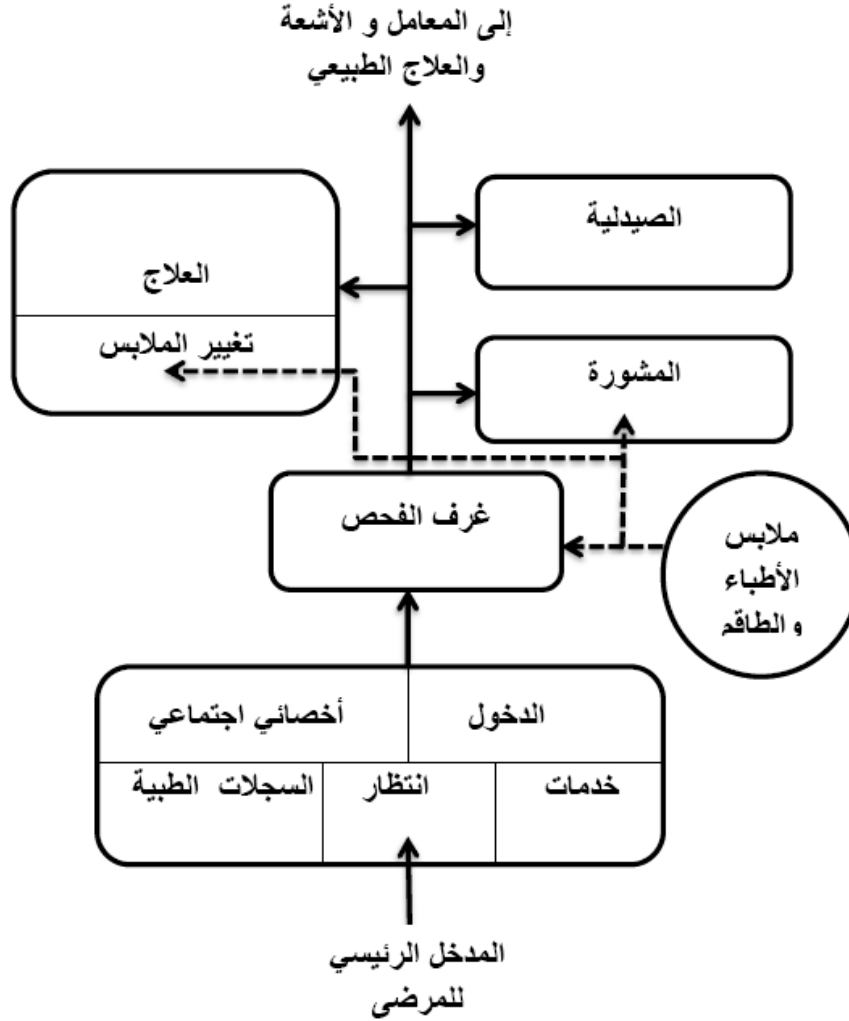 إلى المعامل و الأشعة
والعلاج الطبيعي
الصيدلية
العلاج
تغيير الملابس
المشورة
غرف الفحص
ملابس
الأطباء
و الطاقم
الدخول
أخصائي اجتماعي
خدمات
انتظار
السجلات الطبية
المدخل الرئيسي
للمرضى